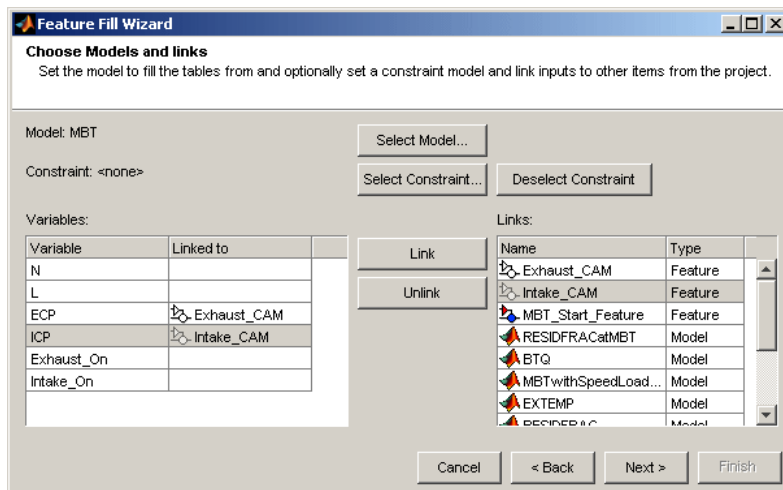 Feature Fill Wizard
Choose Models and links
Set the model to fill the tables from and optionally set a constraint model and link inputs to other items from the project.
Model: MBT
Select Model...
Constraint: <none>
Select Constraint...
Deselect Constraint
Variables:
Links:
Variable Linked to
N
L
ECP Exhaust_CAM
ICP Intake_CAM
Exhaust_On
Intake_On
Link
Unlink
Name Type
Exhaust_CAM Feature
Intake_CAM Feature
MBT_Start_Feature Feature
RESIDFRACatMBT Model
BTQ Model
MBTwithSpeedLoad... Model
EXTEMP Model
RESIDFRAC Model
Cancel
< Back
Next >
Finish